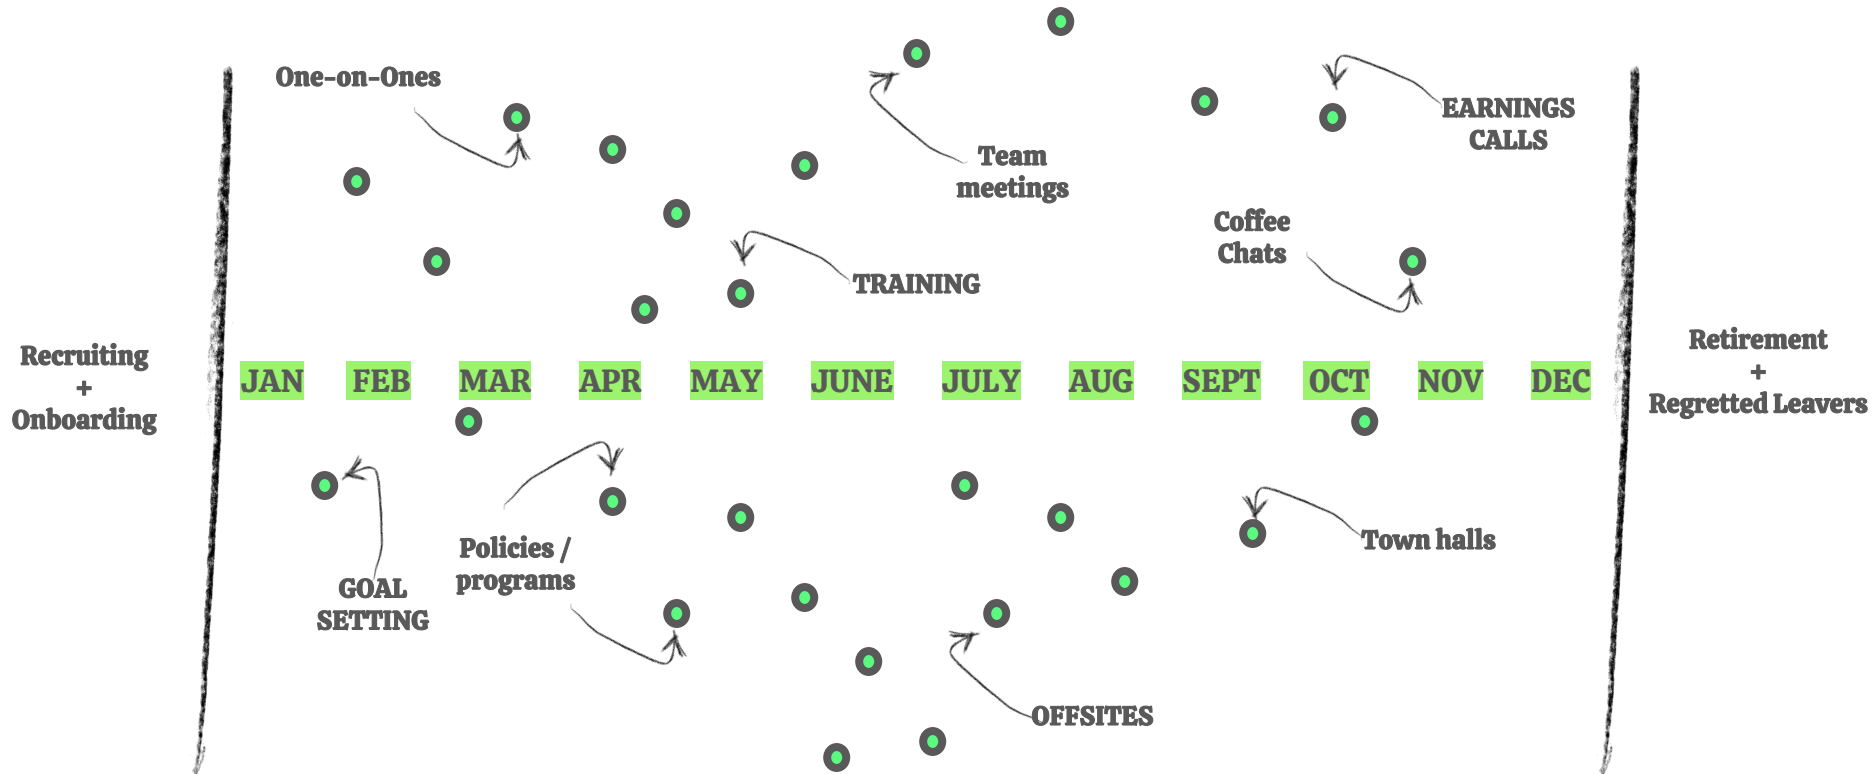 One-on-Ones
Team
meetings
EARNINGS
CALLS
Coffee
Chats
TRAINING
Recruiting
+
Onboarding
JAN FEB MAR APR MAY JUNE JULY AUG SEPT OCT NOV DEC
Retirement
+
Regretted Leavers
GOAL
SETTING
Policies /
programs
Town halls
OFFSITES